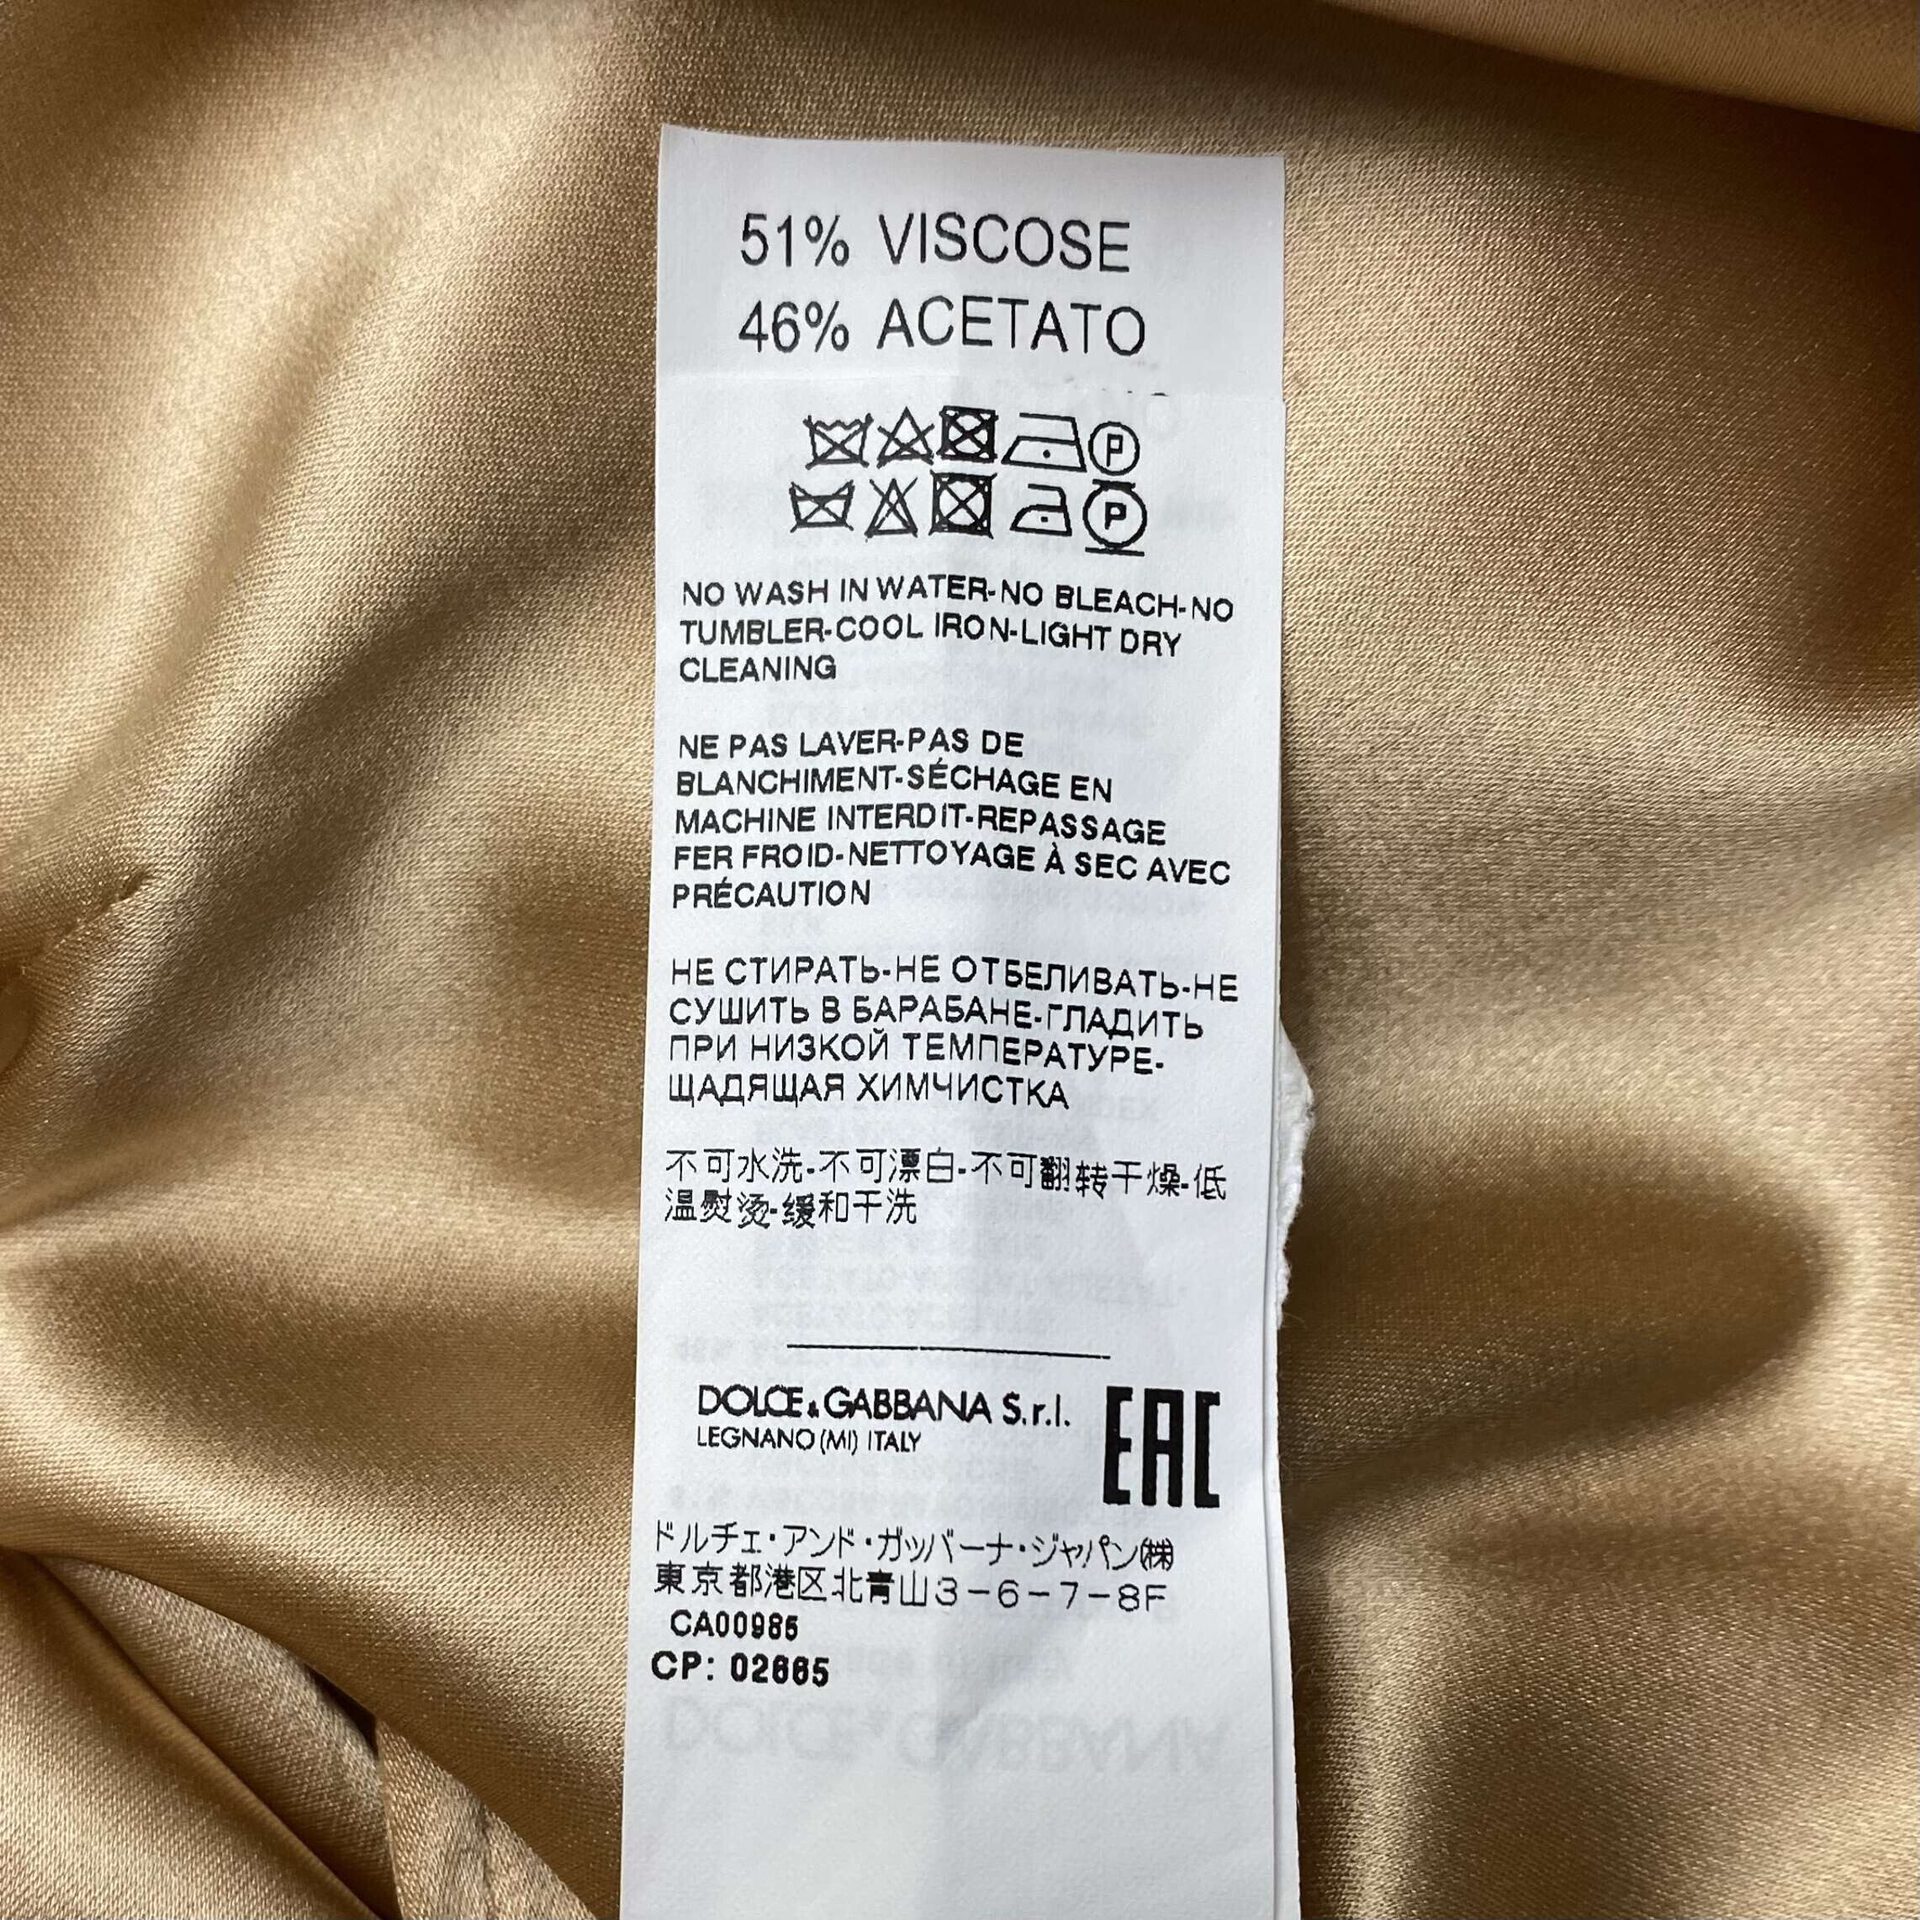 51% VISCOSE
46% ACETATO
P
P
NO WASH IN WATER-NO BLEACH-NO
TUMBLER-COOL IRON-LIGHT DRY
CLEANING
NE PAS LAVER-PAS DE
BLANCHIMENT-SÉCHAGE EN
MACHINE INTERDIT-REPASSAGE
FER FROID-NETTOYAGE À SEC AVEC
PRÉCAUTION
НЕ СТИРАТЬ-НЕ ОТБЕЛИВАТЬ-НЕ
СУШИТЬ В БАРАБАНЕ-ГЛАДИТЬ
ПРИ НИЗКОЙ ТЕМПЕРАТУРЕ-
ЩАДЯЩАЯ ХИМЧИСТКА
不可水洗-不可漂白-不可翻转干燥-低
温熨烫-缓和干洗
DOLCE & GABBANA S.r.l.
LEGNANO (MI) ITALY
EAC
ドルチェ・アンド・ガッバーナ・ジャパン㈱
東京都港区北青山3-6-7-8F
CA00985
CP: 02665